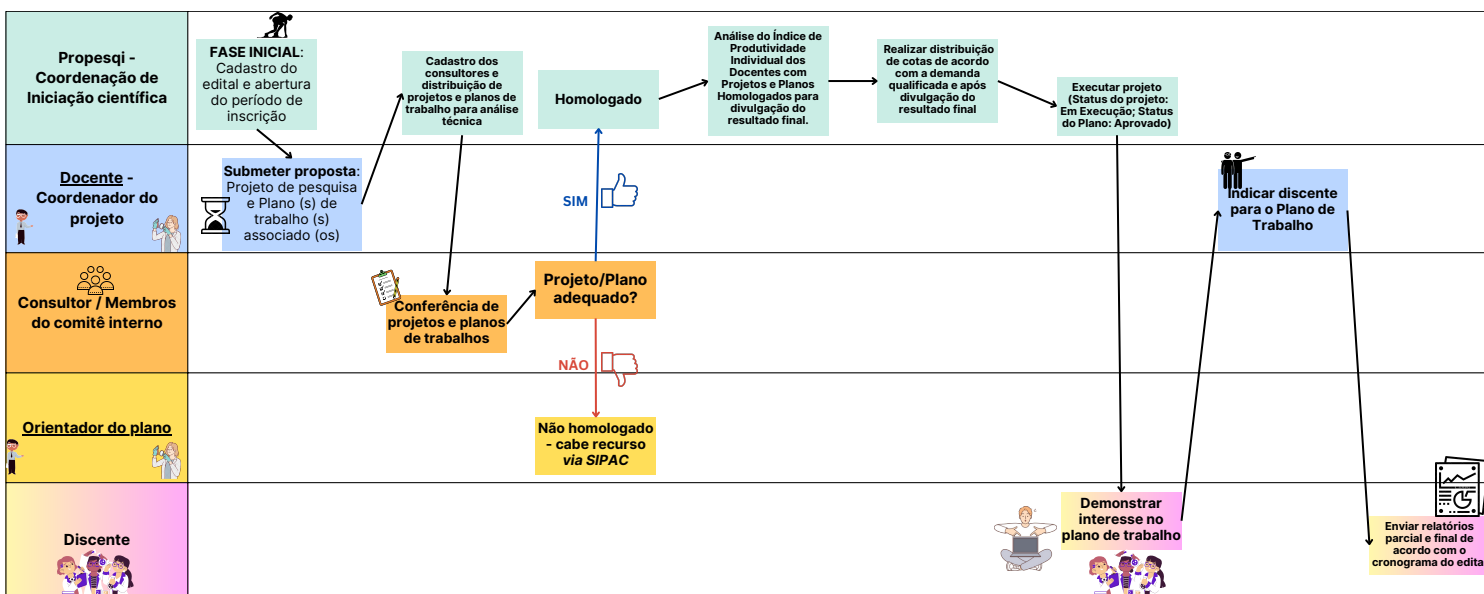 Propesqi -
Coordenação de
Iniciação científica
FASE INICIAL:
Cadastro do
edital e abertura
do período de
inscrição
Cadastro dos
consultores e
distribuição de
projetos e planos de
trabalho para análise
técnica
Homologado
Análise do Índice de
Produtividade
Individual dos
Docentes com
Projetos e Planos
Homologados para
divulgação do
resultado final.
Realizar distribuição
de cotas de acordo
com a demanda
qualificada e após
divulgação do
resultado final
Executar projeto
(Status do projeto:
Em Execução; Status
do Plano: Aprovado)
Docente -
Coordenador do
projeto
Submeter proposta:
Projeto de pesquisa
e Plano (s) de
trabalho (s)
associado (os)
SIM
Indicar discente
para o Plano de
Trabalho
Consultor / Membros
do comitê interno
Conferência de
projetos e planos
de trabalhos
Projeto/Plano
adequado?
NÃO
Orientador do plano
Não homologado
- cabe recurso
via SIPAC
Discente
Demonstrar
interesse no
plano de trabalho
Enviar relatórios
parcial e final de
acordo com o
cronograma do edita